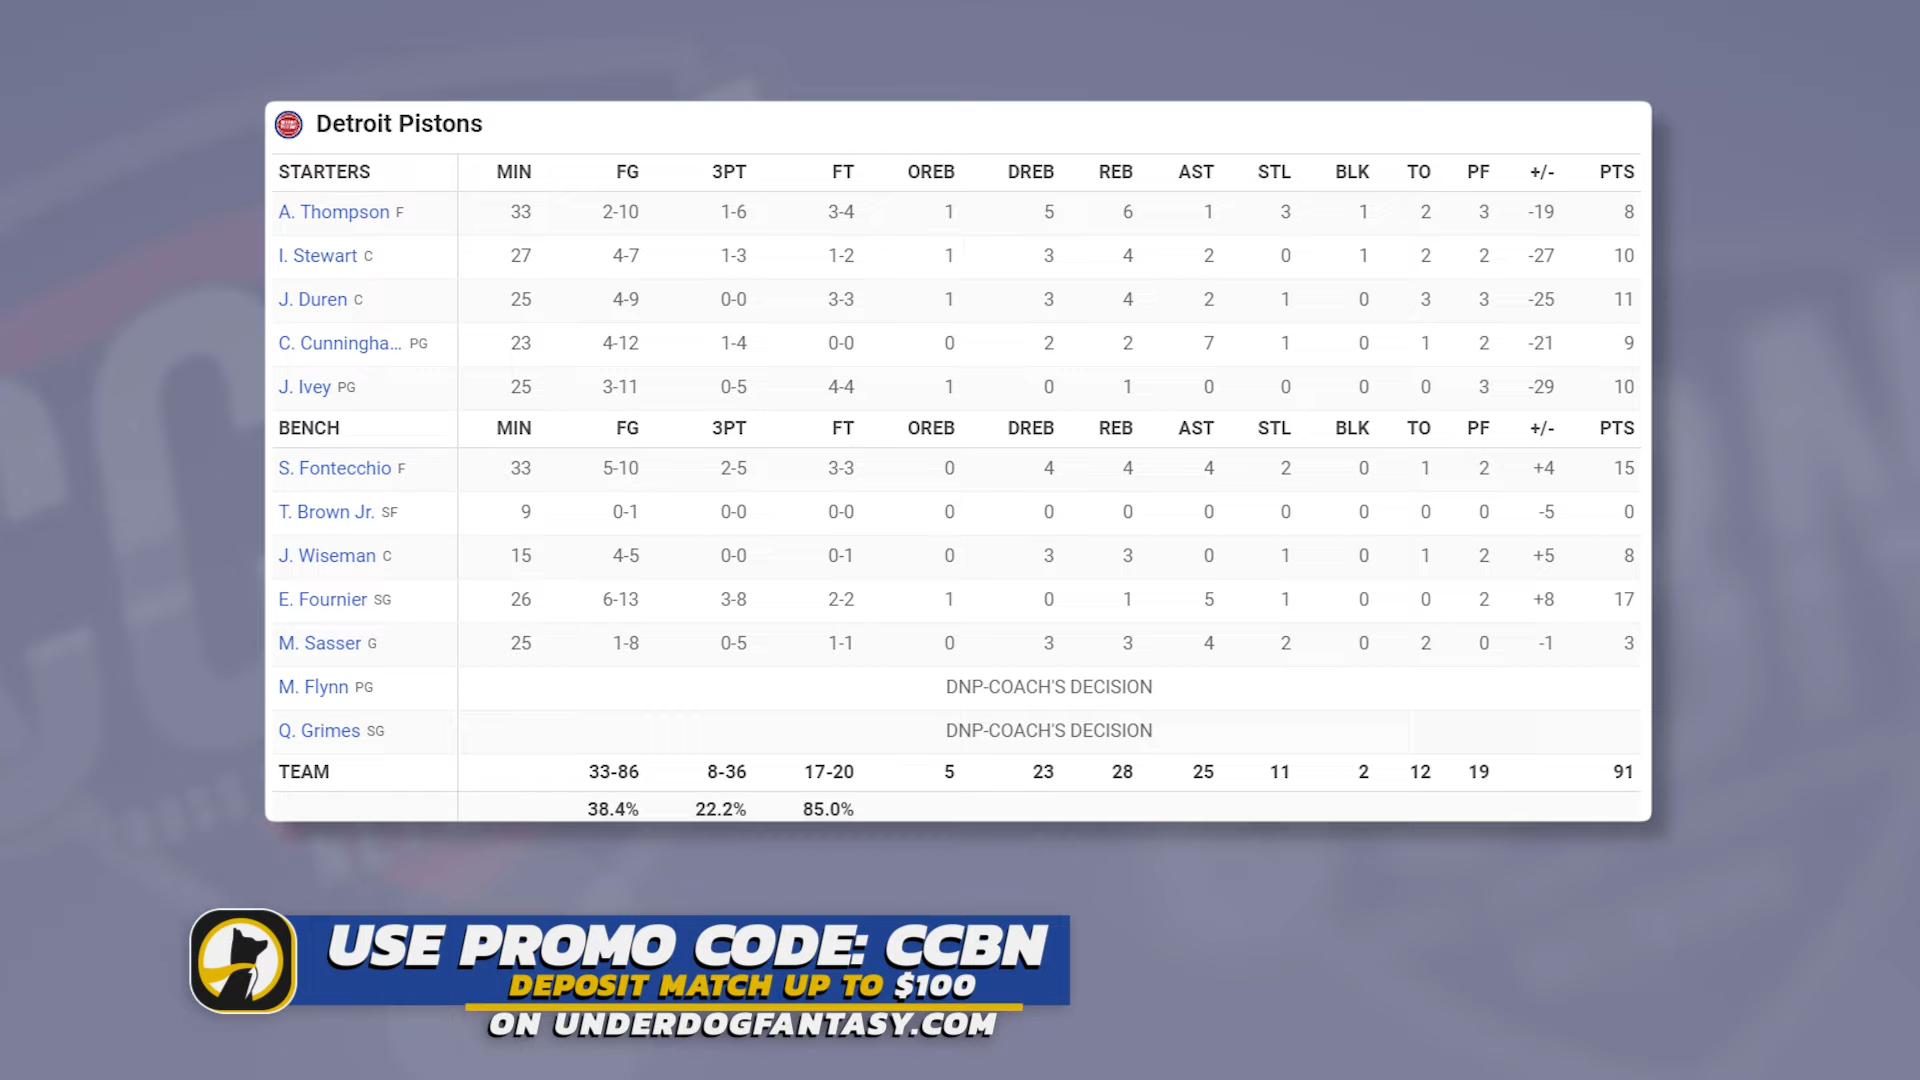 Detroit Pistons
STARTERS MIN FG 3PT FT OREB DREB REB AST STL BLK TO PF +/- PTS
A. Thompson F 33 2-10 1-6 3-4 1 5 6 1 3 1 2 3 -19 8
I. Stewart C 27 4-7 1-3 1-2 1 3 4 2 0 1 2 2 -27 10
J. Duren C 25 4-9 0-0 3-3 1 3 4 2 1 0 3 3 -25 11
C. Cunningha... PG 23 4-12 1-4 0-0 0 2 2 7 1 0 1 2 -21 9
J. Ivey PG 25 3-11 0-5 4-4 1 0 1 0 0 0 0 3 -29 10
BENCH MIN FG 3PT FT OREB DREB REB AST STL BLK TO PF +/- PTS
S. Fontecchio F 33 5-10 2-5 3-3 0 4 4 4 2 0 1 2 +4 15
T. Brown Jr. SF 9 0-1 0-0 0-0 0 0 0 0 0 0 0 0 -5 0
J. Wiseman C 15 4-5 0-0 0-1 0 3 3 0 1 0 1 2 +5 8
E. Fournier SG 26 6-13 3-8 2-2 1 0 1 5 1 0 0 2 +8 17
M. Sasser G 25 1-8 0-5 1-1 0 3 3 4 2 0 2 0 -1 3
M. Flynn PG DNP-COACH'S DECISION
Q. Grimes SG DNP-COACH'S DECISION
TEAM 33-86 8-36 17-20 5 23 28 25 11 2 12 19 91
38.4% 22.2% 85.0%
USE PROMO CODE: CCBN
DEPOSIT MATCH UP TO $100
ON UNDERDOGFANTASY.COM